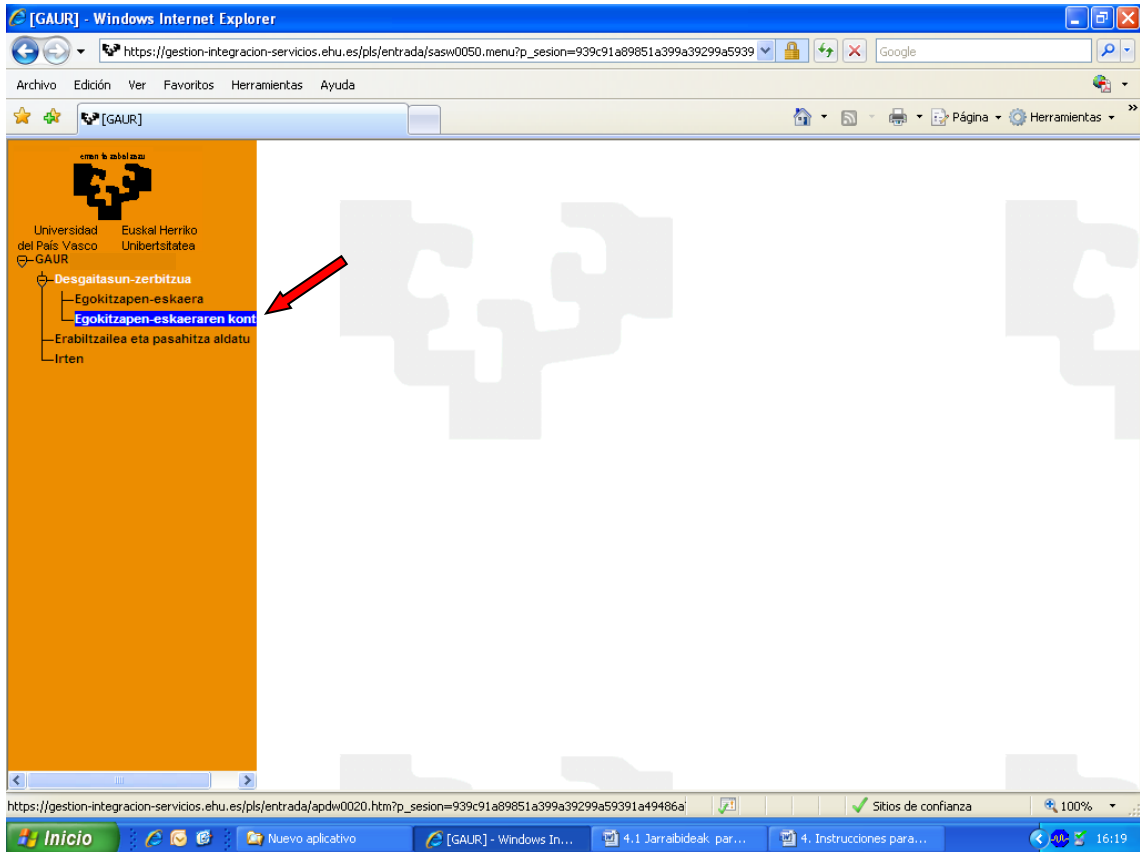 [GAUR] - Windows Internet Explorer
https://gestion-integracion-servicios.ehu.es/pls/entrada/sasw0050.menu?p_sesion=939c91a89851a399a39299a5939
Google
Archivo Edición Ver Favoritos Herramientas Ayuda
[GAUR]
Página Herramientas
eman ta zabal zazu
Universidad Euskal Herriko
del País Vasco Unibertsitatea
GAUR
Desgaitasun-zerbitzua
Egokitzapen-eskaera
Egokitzapen-eskaeraren kont
Erabiltzailea eta pasahitza aldatu
Irten
https://gestion-integracion-servicios.ehu.es/pls/entrada/apdw0020.htm?p_sesion=939c91a89851a399a39299a59391a49486a
Sitios de confianza
100%
Inicio
Nuevo aplicativo
[GAUR] - Windows In...
4.1 Jarraibideak par...
4. Instrucciones para...
16:19